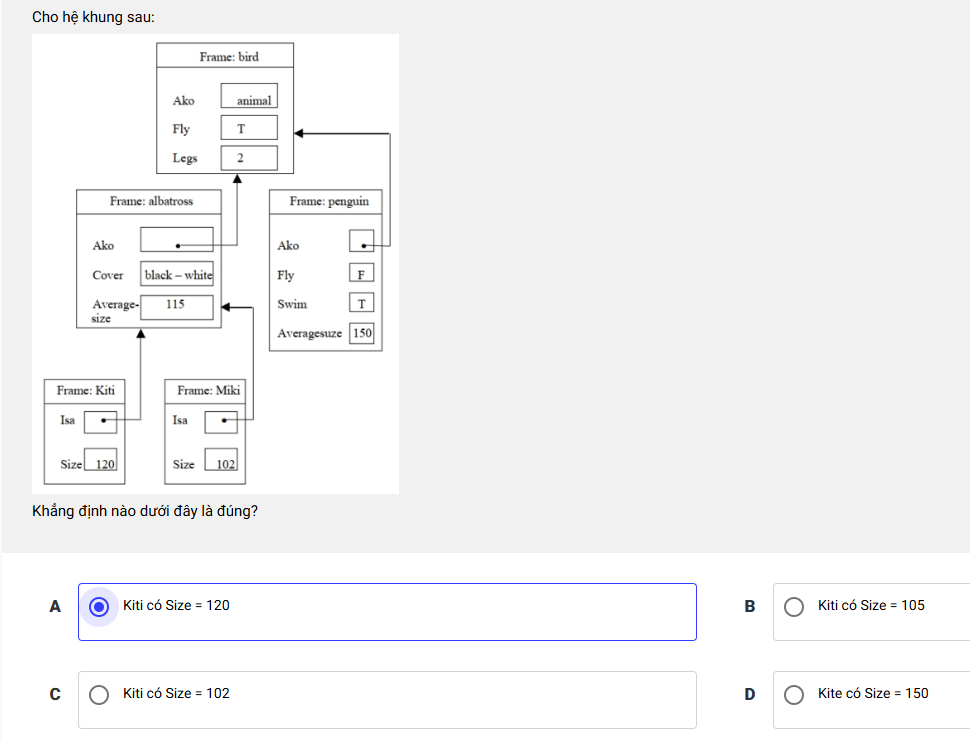 Cho hệ khung sau:
Frame: bird
Ako animal
Fly T
Legs 2
Frame: albatross
Ako
Cover black – white
Average- 115
size
Frame: penguin
Ako
Fly F
Swim T
Averagesuze 150
Frame: Kiti
Isa
Size 120
Frame: Miki
Isa
Size 102
Khẳng định nào dưới đây là đúng?
A Kiti có Size = 120
B Kiti có Size = 105
C Kiti có Size = 102
D Kite có Size = 150